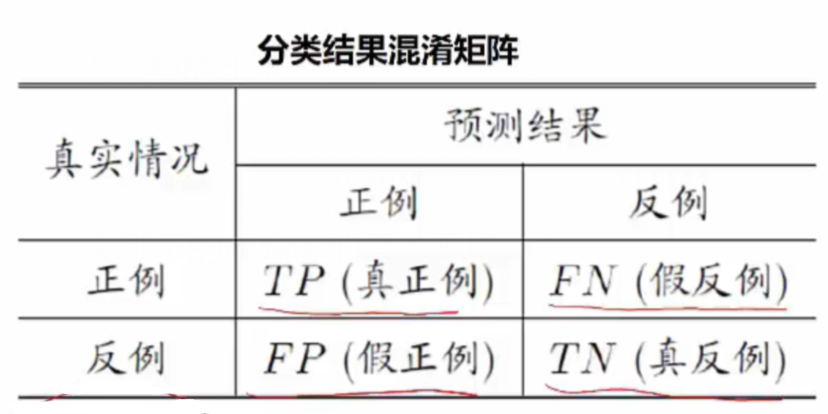 分类结果混淆矩阵
真实情况 预测结果
正例 反例
正例 TP (真正例) FN (假反例)
反例 FP (假正例) TN (真反例)